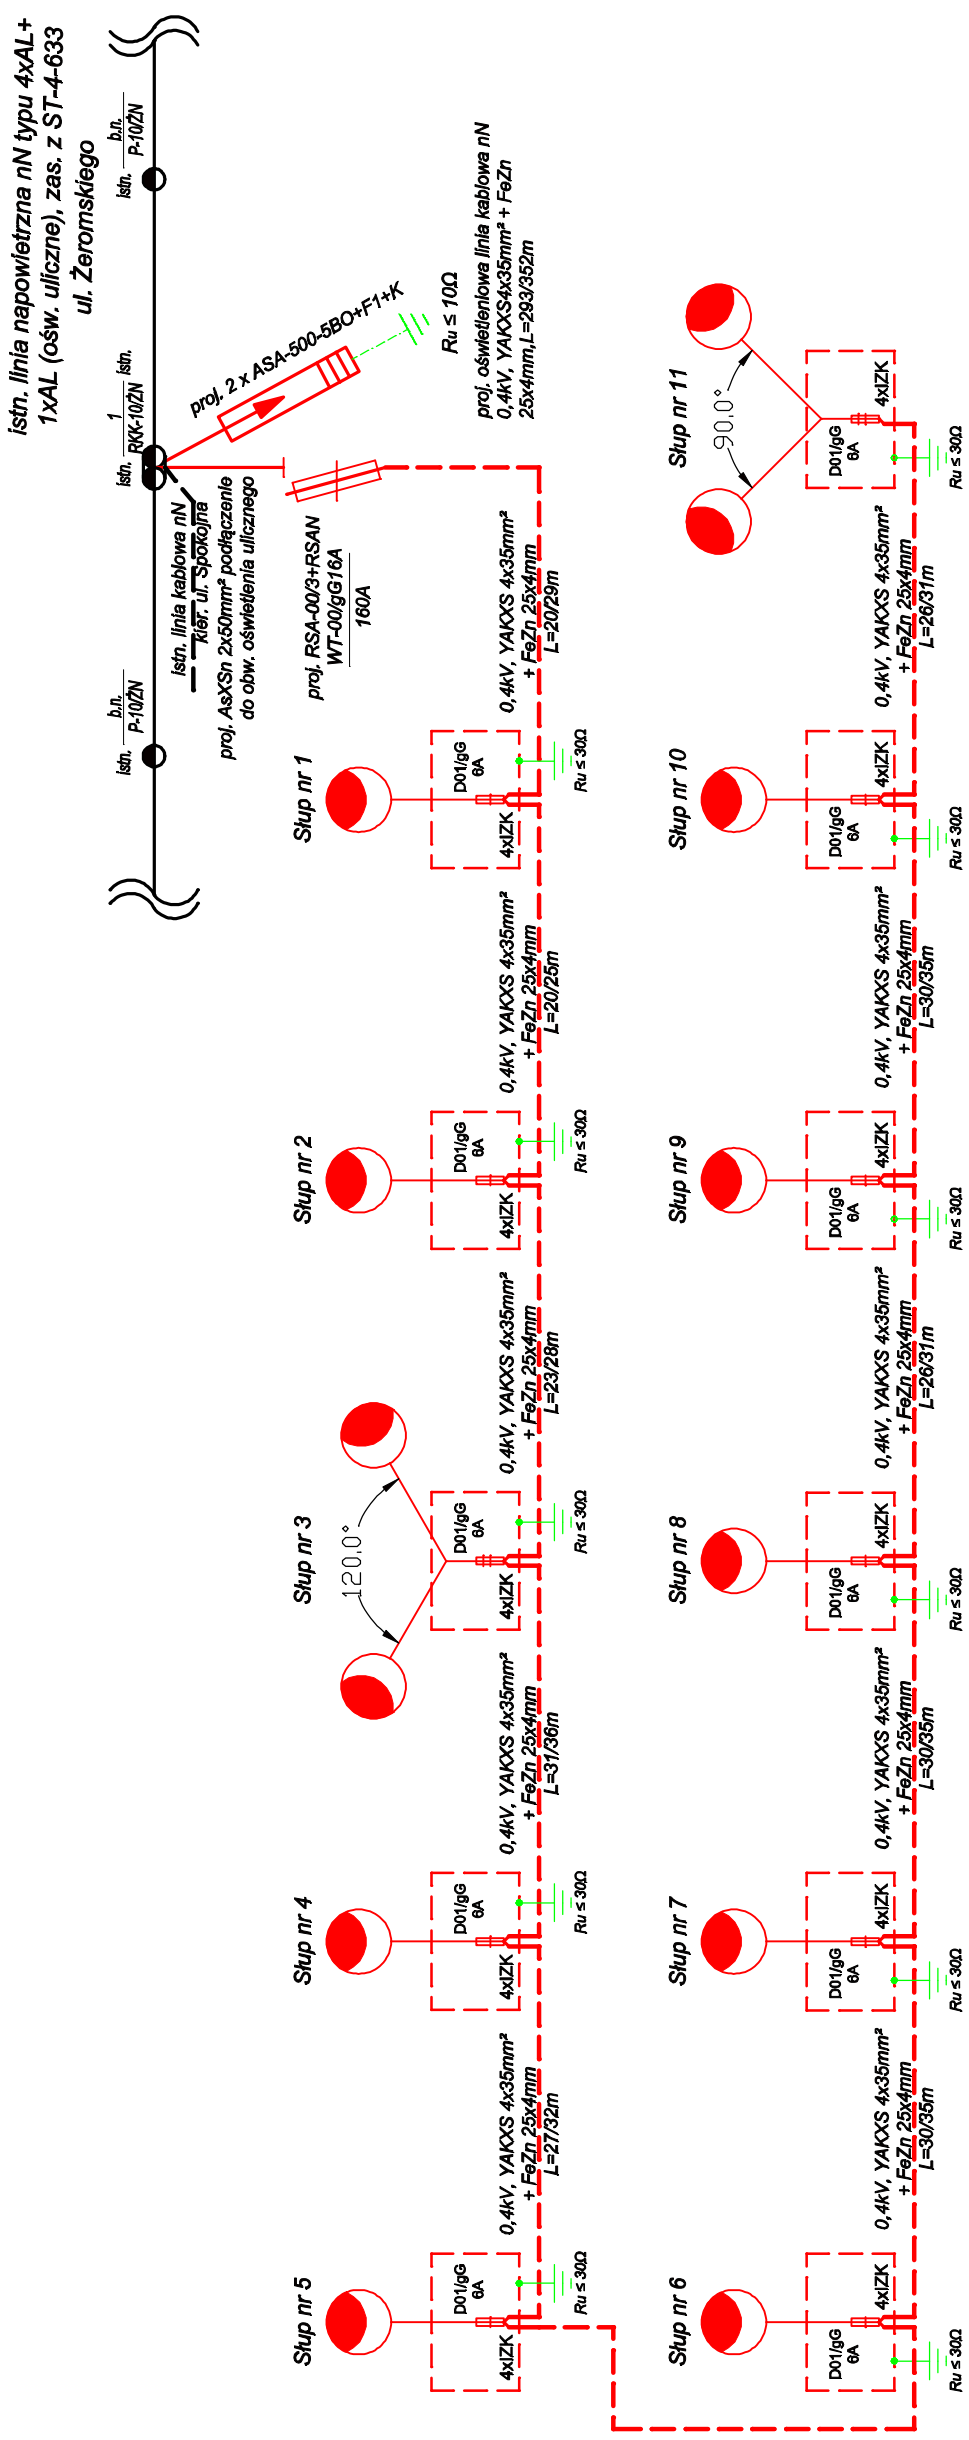 istn. linia napowietrzna nN typu 4xAL+
1xAL (ośw. uliczne), zas. z ST-4-633
ul. Żeromskiego
istn.
b.n.
P-10/ŻN
istn.
1
RKK-10/ŻN
istn.
istn.
b.n.
P-10/ŻN
istn. linia kablowa nN
kier. ul. Spokojna
proj. AsXSn 2x50mm² podłączenie
do obw. oświetlenia ulicznego
proj. 2 x ASA-500-5BO+F1+K
Ru ≤ 10Ω
proj. RSA-00/3+RSAN
WT-00/gG16A
160A
proj. oświetleniowa linia kablowa nN
0,4kV, YAKXS4x35mm² + FeZn
25x4mm,L=293/352m
Słup nr 5
D01/gG
6A
4xIZK
Ru ≤ 30Ω
0,4kV, YAKXS 4x35mm²
+ FeZn 25x4mm
L=27/32m
Słup nr 4
D01/gG
6A
4xIZK
Ru ≤ 30Ω
0,4kV, YAKXS 4x35mm²
+ FeZn 25x4mm
L=31/36m
Słup nr 3
120.0°
D01/gG
6A
4xIZK
Ru ≤ 30Ω
0,4kV, YAKXS 4x35mm²
+ FeZn 25x4mm
L=23/28m
Słup nr 2
D01/gG
6A
4xIZK
Ru ≤ 30Ω
0,4kV, YAKXS 4x35mm²
+ FeZn 25x4mm
L=20/25m
Słup nr 1
D01/gG
6A
4xIZK
Ru ≤ 30Ω
0,4kV, YAKXS 4x35mm²
+ FeZn 25x4mm
L=20/29m
Słup nr 6
D01/gG
6A
4xIZK
Ru ≤ 30Ω
0,4kV, YAKXS 4x35mm²
+ FeZn 25x4mm
L=30/35m
Słup nr 7
D01/gG
6A
4xIZK
Ru ≤ 30Ω
0,4kV, YAKXS 4x35mm²
+ FeZn 25x4mm
L=30/35m
Słup nr 8
D01/gG
6A
4xIZK
Ru ≤ 30Ω
0,4kV, YAKXS 4x35mm²
+ FeZn 25x4mm
L=26/31m
Słup nr 9
D01/gG
6A
4xIZK
Ru ≤ 30Ω
0,4kV, YAKXS 4x35mm²
+ FeZn 25x4mm
L=30/35m
Słup nr 10
D01/gG
6A
4xIZK
Ru ≤ 30Ω
0,4kV, YAKXS 4x35mm²
+ FeZn 25x4mm
L=26/31m
Słup nr 11
90.0°
D01/gG
6A
4xIZK
Ru ≤ 30Ω